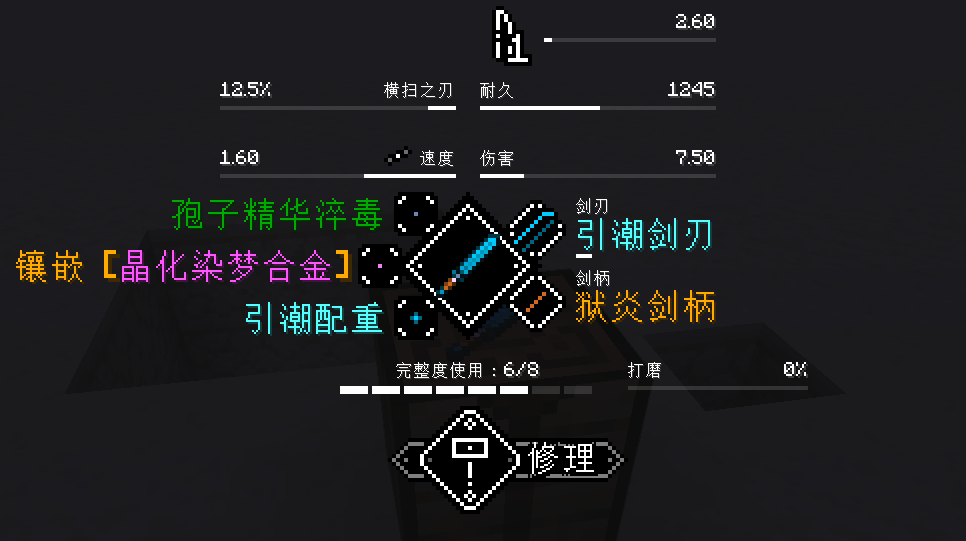 2.60
12.5% 横扫之刃 耐久 1245
1.60 速度 伤害 7.50
孢子精华淬毒
剑刃
引潮剑刃
镶嵌【晶化染梦合金】
剑柄
狱炎剑柄
引潮配重
完整度使用：6/8
打磨 0%
修理